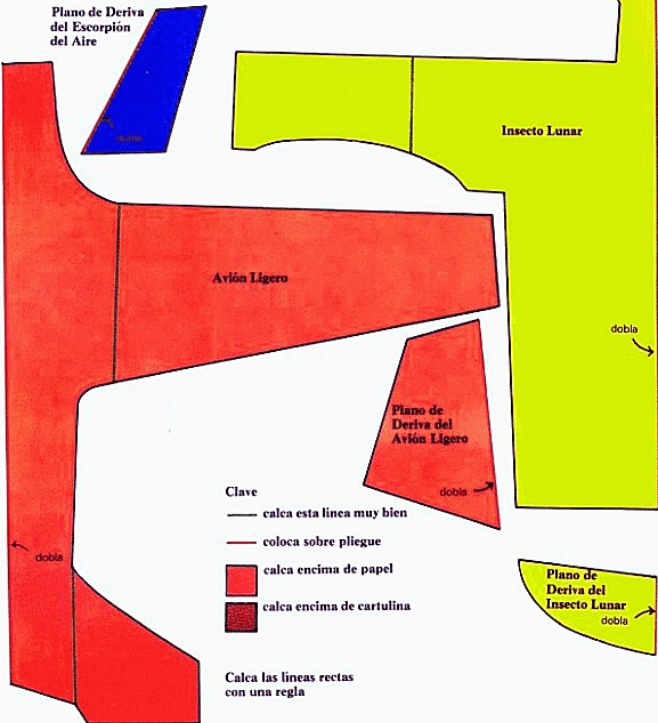 Plano de Deriva
del Escorpión
del Aire
dobla
Insecto Lunar
Avión Ligero
dobla
Plano de
Deriva del
Avión Ligero
dobla
Clave
calca esta línea muy bien
coloca sobre pliegue
dobla
calca encima de papel
calca encima de cartulina
Plano de
Deriva del
Insecto Lunar
dobla
Calca las líneas rectas
con una regla